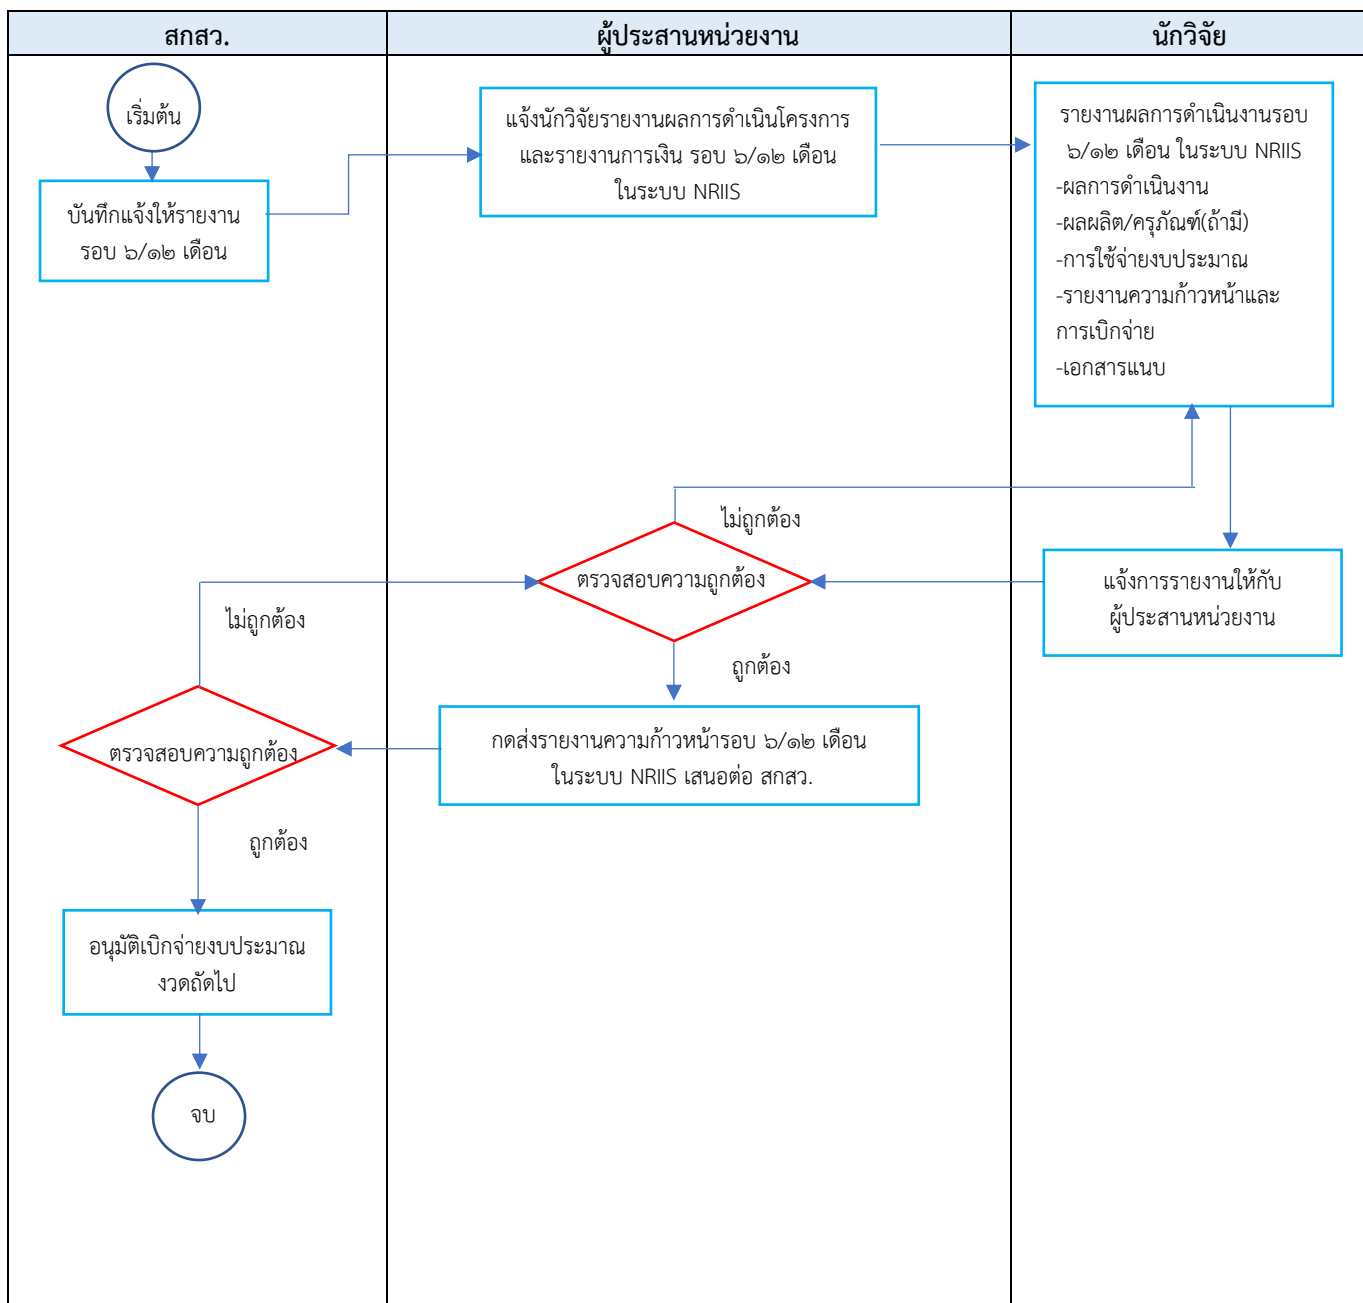 สกสว.
ผู้ประสานหน่วยงาน
นักวิจัย
เริ่มต้น
บันทึกแจ้งให้รายงาน
รอบ ๖/๑๒ เดือน
แจ้งนักวิจัยรายงานผลการดำเนินโครงการ
และรายงานการเงิน รอบ ๖/๑๒ เดือน
ในระบบ NRIIS
รายงานผลการดำเนินงานรอบ
๖/๑๒ เดือน ในระบบ NRIIS
-ผลการดำเนินงาน
-ผลผลิต/ครุภัณฑ์(ถ้ามี)
-การใช้จ่ายงบประมาณ
-รายงานความก้าวหน้าและ
การเบิกจ่าย
-เอกสารแนบ
ไม่ถูกต้อง
ตรวจสอบความถูกต้อง
แจ้งการรายงานให้กับ
ผู้ประสานหน่วยงาน
ไม่ถูกต้อง
ถูกต้อง
ตรวจสอบความถูกต้อง
กดส่งรายงานความก้าวหน้ารอบ ๖/๑๒ เดือน
ในระบบ NRIIS เสนอต่อ สกสว.
ถูกต้อง
อนุมัติเบิกจ่ายงบประมาณ
งวดถัดไป
จบ